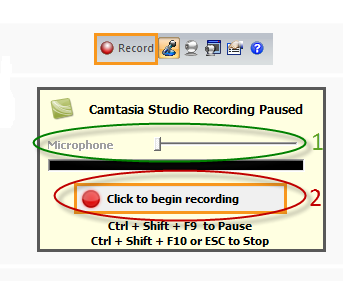 Record
Camtasia Studio Recording Paused
Microphone
1
Click to begin recording
2
Ctrl + Shift + F9 to Pause
Ctrl + Shift + F10 or ESC to Stop